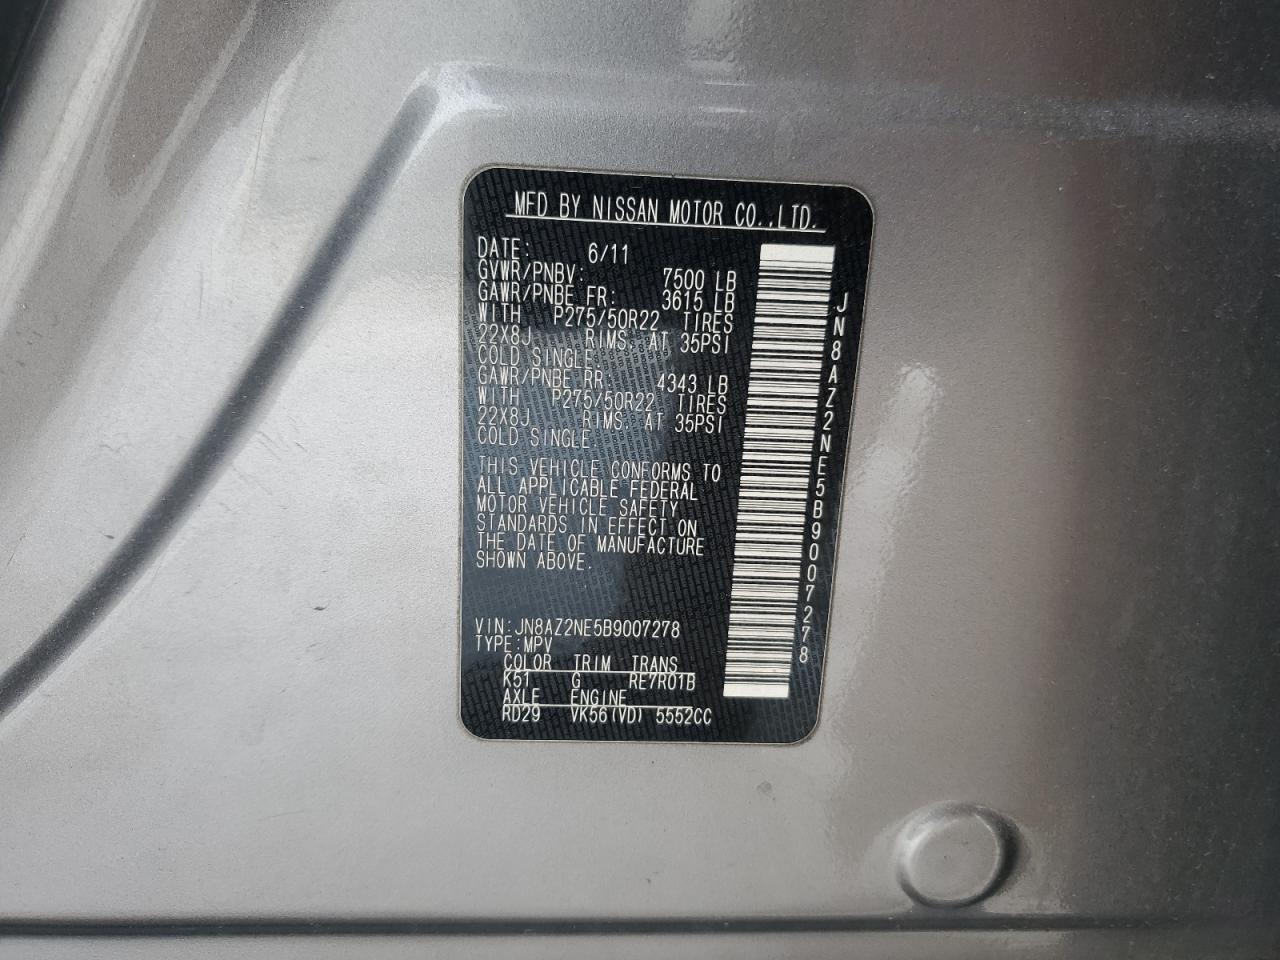 MFD BY NISSAN MOTOR CO.,LTD.
DATE: 6/11
GVWR/PNBV: 7500 LB
GAWR/PNBE FR: 3615 LB
WITH P275/50R22 TIRES
22X8J RIMS, AT 35PSI
COLD SINGLE.
GAWR/PNBE RR: 4343 LB
WITH P275/50R22 TIRES
22X8J RIMS, AT 35PSI
COLD SINGLE.
THIS VEHICLE CONFORMS TO
ALL APPLICABLE FEDERAL
MOTOR VEHICLE SAFETY
STANDARDS IN EFFECT ON
THE DATE OF MANUFACTURE
SHOWN ABOVE.
VIN:JN8AZ2NE5B9007278
TYPE:MPV
COLOR TRIM TRANS
K51 G RE7R01B
AXLE ENGINE
RD29 VK56(VD) 5552CC
JN8AZ2NE5B9007278